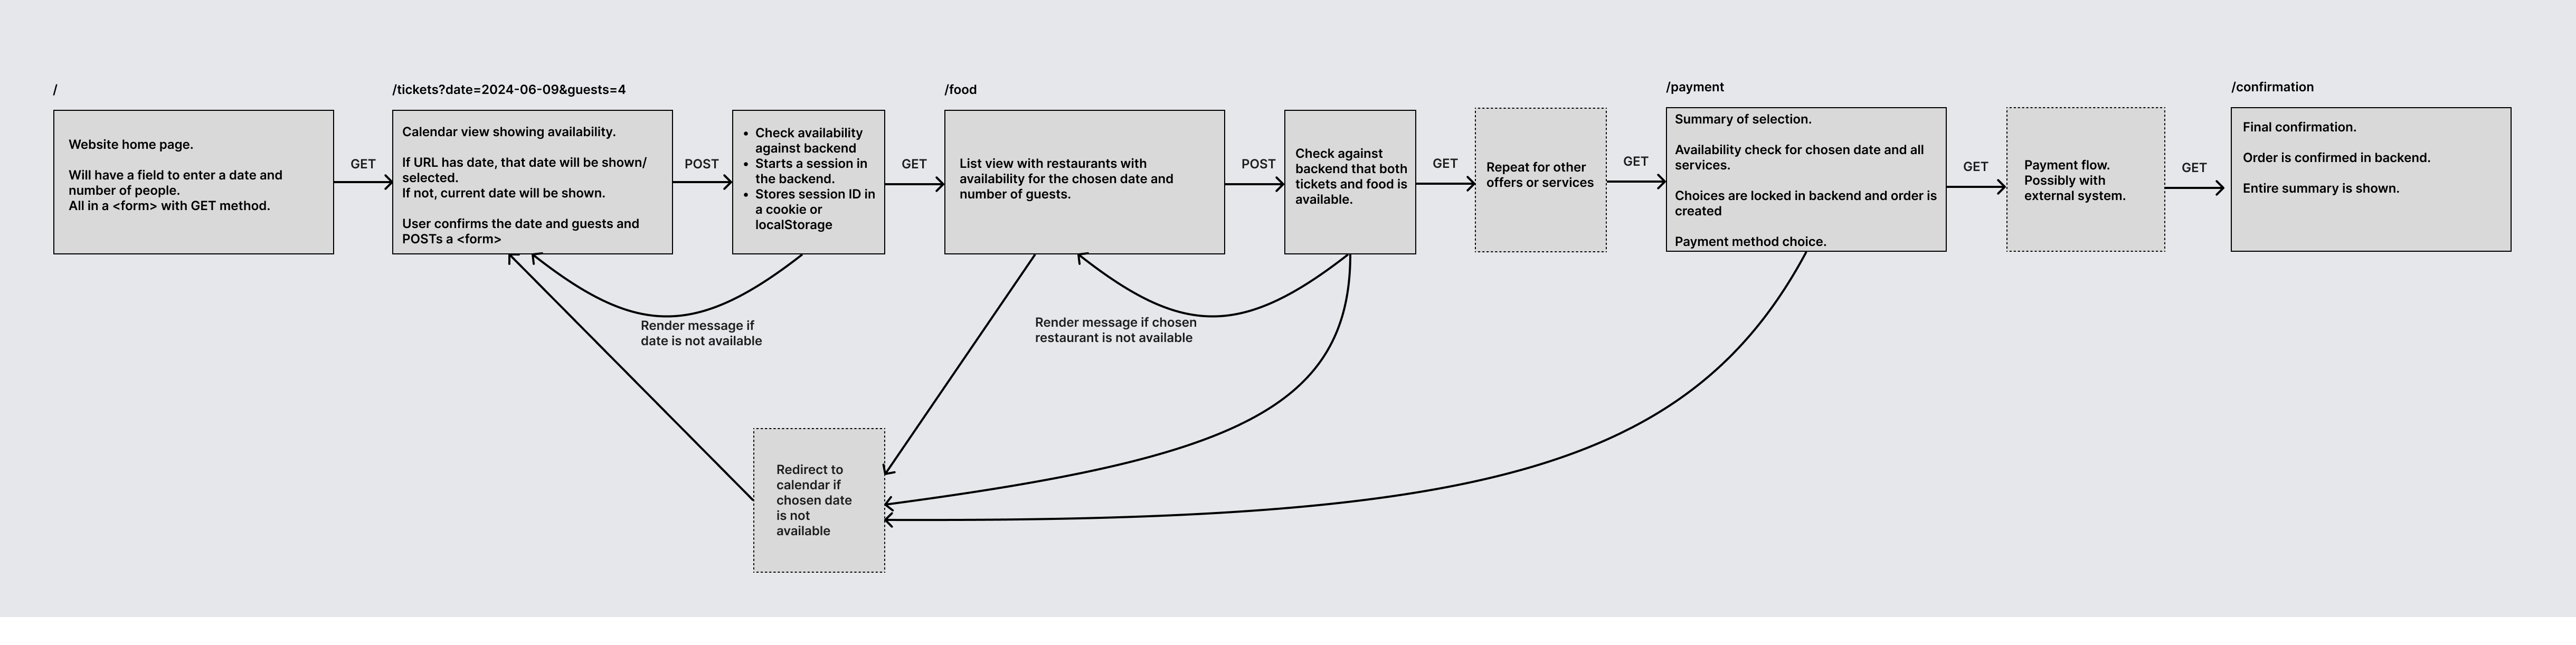 /
Website home page.
Will have a field to enter a date and
number of people.
All in a <form> with GET method.
GET
/tickets?date=2024-06-09&guests=4
Calendar view showing availability.
If URL has date, that date will be shown/
selected.
If not, current date will be shown.
User confirms the date and guests and
POSTs a <form>
POST
• Check availability
against backend
• Starts a session in
the backend.
• Stores session ID in
a cookie or
localStorage
GET
/food
List view with restaurants with
availability for the chosen date and
number of guests.
POST
Check against
backend that both
tickets and food is
available.
GET
Repeat for other
offers or services
GET
/payment
Summary of selection.
Availability check for chosen date and all
services.
Choices are locked in backend and order is
created
Payment method choice.
GET
Payment flow.
Possibly with
external system.
GET
/confirmation
Final confirmation.
Order is confirmed in backend.
Entire summary is shown.
Render message if
date is not available
Render message if chosen
restaurant is not available
Redirect to
calendar if
chosen date
is not
available